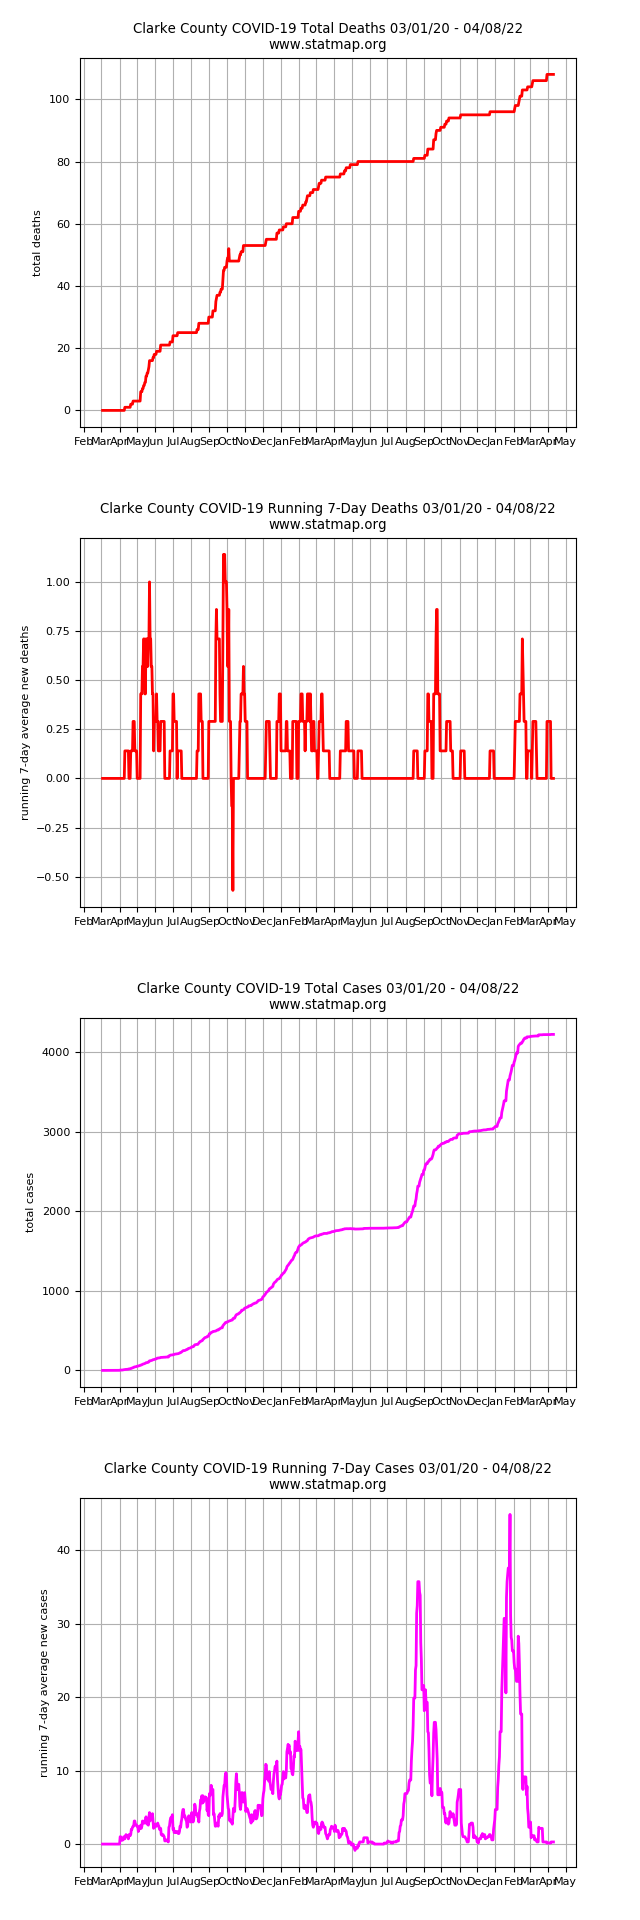 Clarke County COVID-19 Total Deaths 03/01/20 - 04/08/22
www.statmap.org
100
80
60
40
20
0
total deaths
Feb Mar Apr May Jun Jul Aug Sep Oct Nov Dec Jan Feb Mar Apr May Jun Jul Aug Sep Oct Nov Dec Jan Feb Mar Apr May
Clarke County COVID-19 Running 7-Day Deaths 03/01/20 - 04/08/22
www.statmap.org
1.00
0.75
0.50
0.25
0.00
−0.25
−0.50
running 7-day average new deaths
Feb Mar Apr May Jun Jul Aug Sep Oct Nov Dec Jan Feb Mar Apr May Jun Jul Aug Sep Oct Nov Dec Jan Feb Mar Apr May
Clarke County COVID-19 Total Cases 03/01/20 - 04/08/22
www.statmap.org
4000
3000
2000
1000
0
total cases
Feb Mar Apr May Jun Jul Aug Sep Oct Nov Dec Jan Feb Mar Apr May Jun Jul Aug Sep Oct Nov Dec Jan Feb Mar Apr May
Clarke County COVID-19 Running 7-Day Cases 03/01/20 - 04/08/22
www.statmap.org
40
30
20
10
0
running 7-day average new cases
Feb Mar Apr May Jun Jul Aug Sep Oct Nov Dec Jan Feb Mar Apr May Jun Jul Aug Sep Oct Nov Dec Jan Feb Mar Apr May